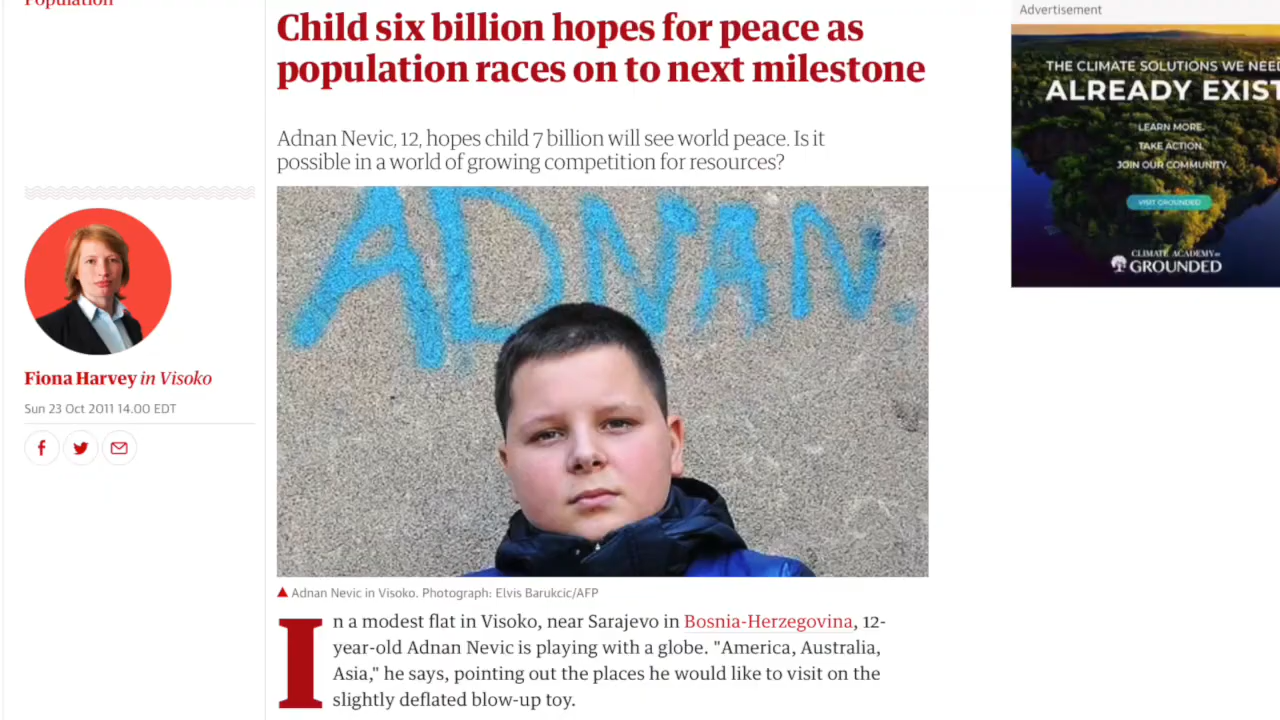 Population
Child six billion hopes for peace as
population races on to next milestone
Adnan Nevic, 12, hopes child 7 billion will see world peace. Is it
possible in a world of growing competition for resources?
Fiona Harvey in Visoko
Sun 23 Oct 2011 14.00 EDT
ADNAN.
Adnan Nevic in Visoko. Photograph: Elvis Barukcic/AFP
In a modest flat in Visoko, near Sarajevo in Bosnia-Herzegovina, 12-
year-old Adnan Nevic is playing with a globe. "America, Australia,
Asia," he says, pointing out the places he would like to visit on the
slightly deflated blow-up toy.
Advertisement
THE CLIMATE SOLUTIONS WE NEED
ALREADY EXIST
LEARN MORE.
TAKE ACTION.
JOIN OUR COMMUNITY.
VISIT GROUNDED
CLIMATE ACADEMY BY
GROUNDED